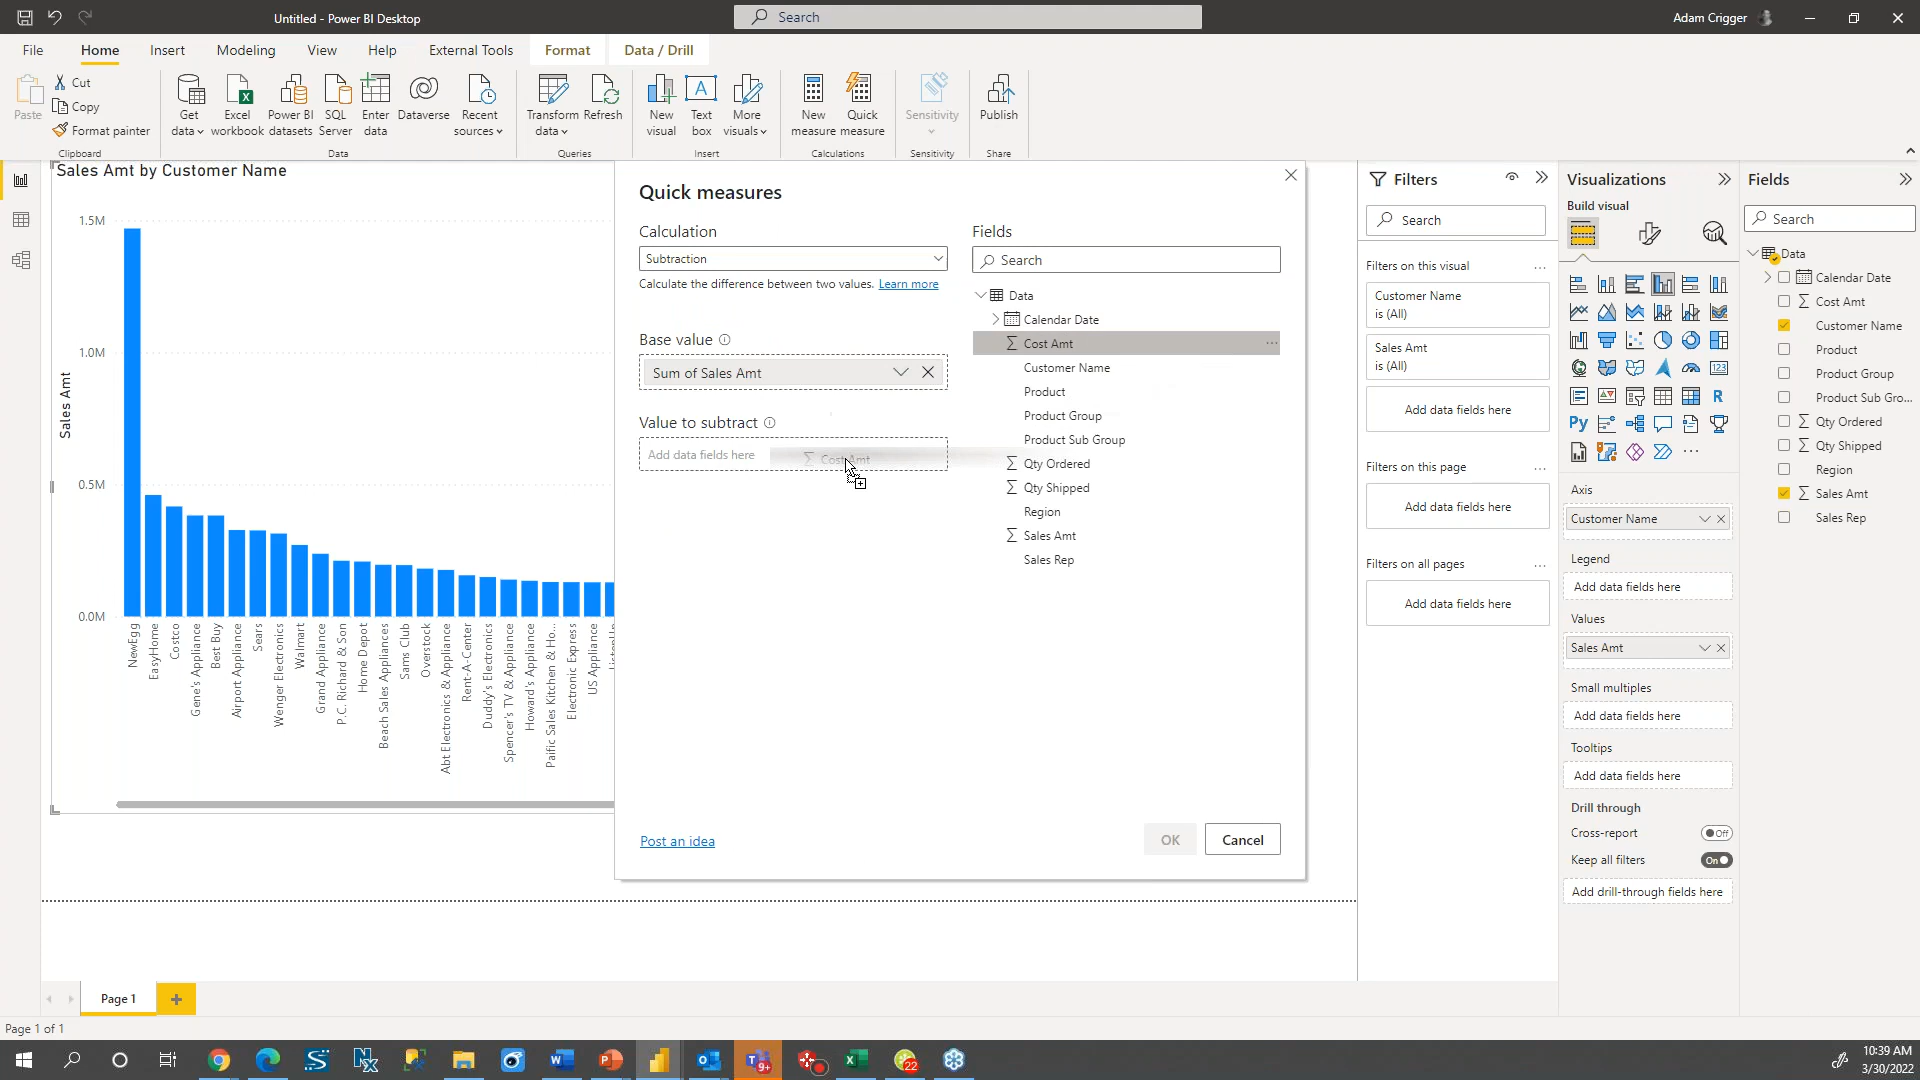 Untitled - Power BI Desktop
Search
Adam Crigger
File
Home
Insert
Modeling
View
Help
External Tools
Format
Data / Drill
Paste
Cut
Copy
Format painter
Clipboard
Get data
Excel workbook
Power BI datasets
SQL Server
Enter data
Dataverse
Recent sources
Data
Transform data
Refresh
Queries
New visual
Text box
More visuals
Insert
New measure
Quick measure
Calculations
Sensitivity
Sensitivity
Publish
Share
Sales Amt by Customer Name
Sales Amt
1.5M
1.0M
0.5M
0.0M
NewEgg
EasyHome
Costco
Gene's Appliance
Best Buy
Airport Appliance
Sears
Wenger Electronics
Walmart
Grand Appliance
P.C. Richard & Son
Home Depot
Beach Sales Appliances
Sams Club
Overstock
Abt Electronics & Appliance
Rent-A-Center
Duddy's Electronics
Spencer's TV & Appliance
Howard's Appliance
Paific Sales Kitchen & Ho...
Electronic Express
US Appliance
Quick measures
Calculation
Subtraction
Calculate the difference between two values. Learn more
Base value
Sum of Sales Amt
Value to subtract
Add data fields here
Cost Amt
Fields
Search
Data
Calendar Date
Cost Amt
Customer Name
Product
Product Group
Product Sub Group
Qty Ordered
Qty Shipped
Region
Sales Amt
Sales Rep
Post an idea
OK
Cancel
Filters
Search
Filters on this visual
Customer Name
is (All)
Sales Amt
is (All)
Add data fields here
Filters on this page
Add data fields here
Filters on all pages
Add data fields here
Visualizations
Build visual
123
R
Py
Axis
Customer Name
Legend
Add data fields here
Values
Sales Amt
Small multiples
Add data fields here
Tooltips
Add data fields here
Drill through
Cross-report
Off
Keep all filters
On
Add drill-through fields here
Fields
Search
Data
Calendar Date
Cost Amt
Customer Name
Product
Product Group
Product Sub Gro...
Qty Ordered
Qty Shipped
Region
Sales Amt
Sales Rep
Page 1
Page 1 of 1
9+
22
10:39 AM
3/30/2022